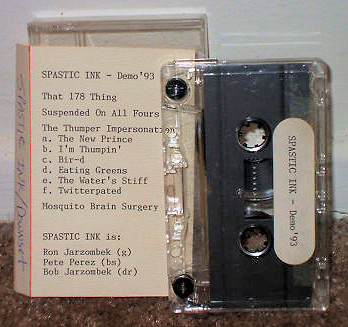 SPASTIC INK - Demo'93
That 178 Thing
Suspended On All Fours
The Thumper Impersonation
a. The New Prince
b. I'm Thumpin'
c. Bir-d
d. Eating Greens
e. The Water's Stiff
f. Twitterpated
Mosquito Brain Surgery
SPASTIC INK is:
Ron Jarzombek (g)
Pete Perez (bs)
Bob Jarzombek (dr)
SPASTIC INK/
SPASTIC INK - Demo'93